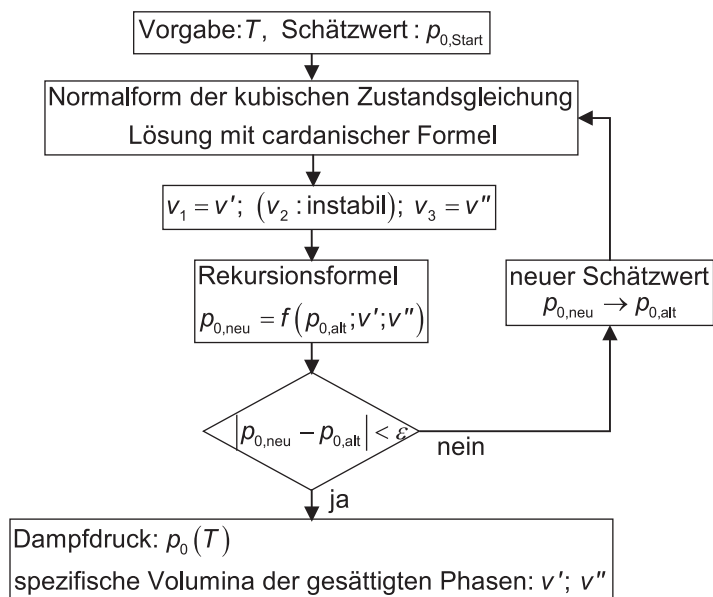 Vorgabe: T, Schätzwert : p₀,Start
Normalform der kubischen Zustandsgleichung
Lösung mit cardanischer Formel
v₁ = v′; (v₂ : instabil); v₃ = v″
Rekursionsformel
p₀,neu = f(p₀,alt; v′; v″)
neuer Schätzwert
p₀,neu → p₀,alt
|p₀,neu − p₀,alt| < ε
nein
ja
Dampfdruck: p₀(T)
spezifische Volumina der gesättigten Phasen: v′; v″